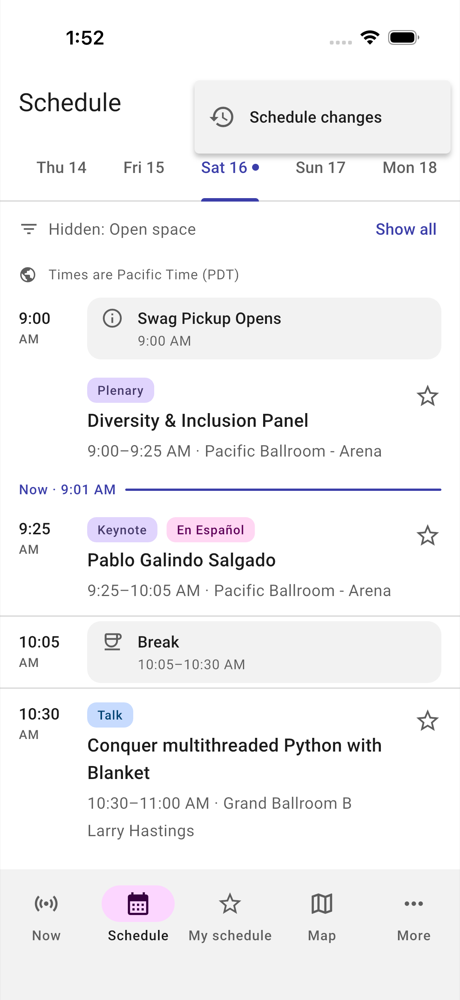 1:52
Schedule
Schedule changes
Thu 14
Fri 15
Sat 16
Sun 17
Mon 18
Hidden: Open space
Show all
Times are Pacific Time (PDT)
9:00
AM
Swag Pickup Opens
9:00 AM
Plenary
Diversity & Inclusion Panel
9:00–9:25 AM · Pacific Ballroom - Arena
Now · 9:01 AM
9:25
AM
Keynote
En Español
Pablo Galindo Salgado
9:25–10:05 AM · Pacific Ballroom - Arena
10:05
AM
Break
10:05–10:30 AM
10:30
AM
Talk
Conquer multithreaded Python with
Blanket
10:30–11:00 AM · Grand Ballroom B
Larry Hastings
Now
Schedule
My schedule
Map
More